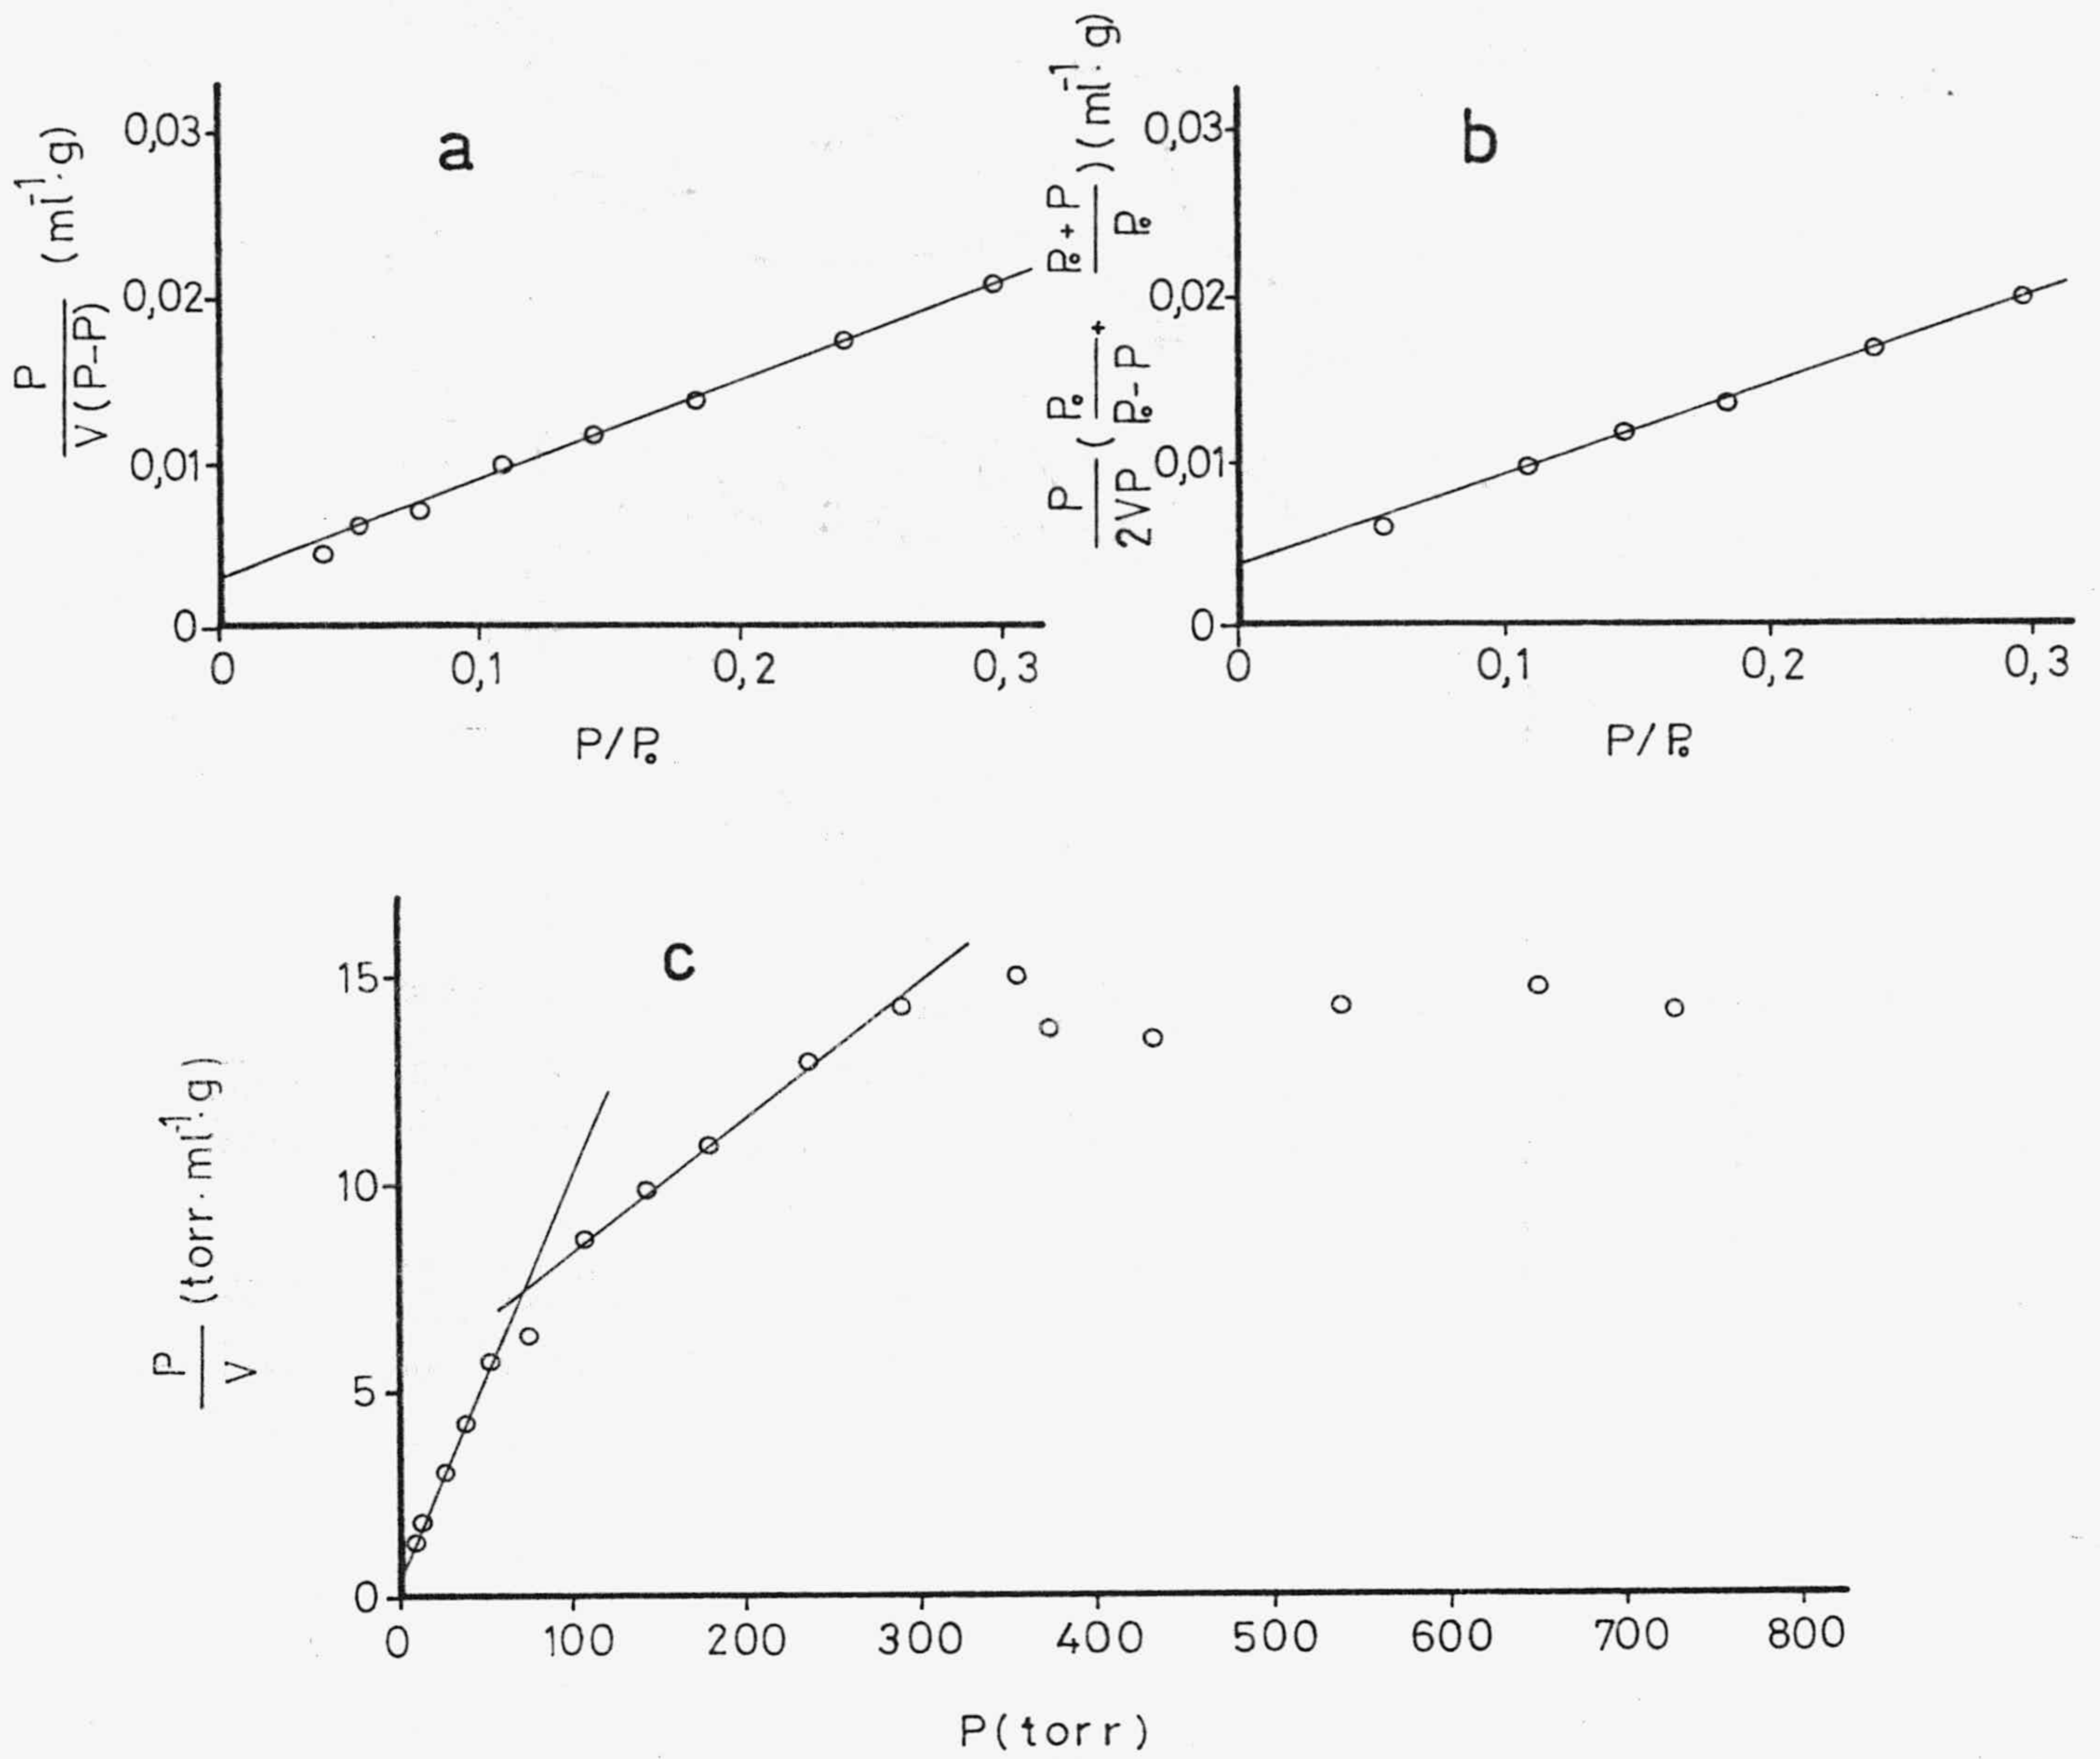 a
P
V(P-P) (ml⁻¹·g)
0,03
0,02
0,01
0
0 0,1 0,2 0,3
P/P₀
b
P
2VP (P₀
P₀-P + P₀+P
P₀ ) (ml⁻¹·g)
0,03
0,02
0,01
0
0 0,1 0,2 0,3
P/P₀
c
P
V (torr·ml⁻¹·g)
15
10
5
0
0 100 200 300 400 500 600 700 800
P(torr)